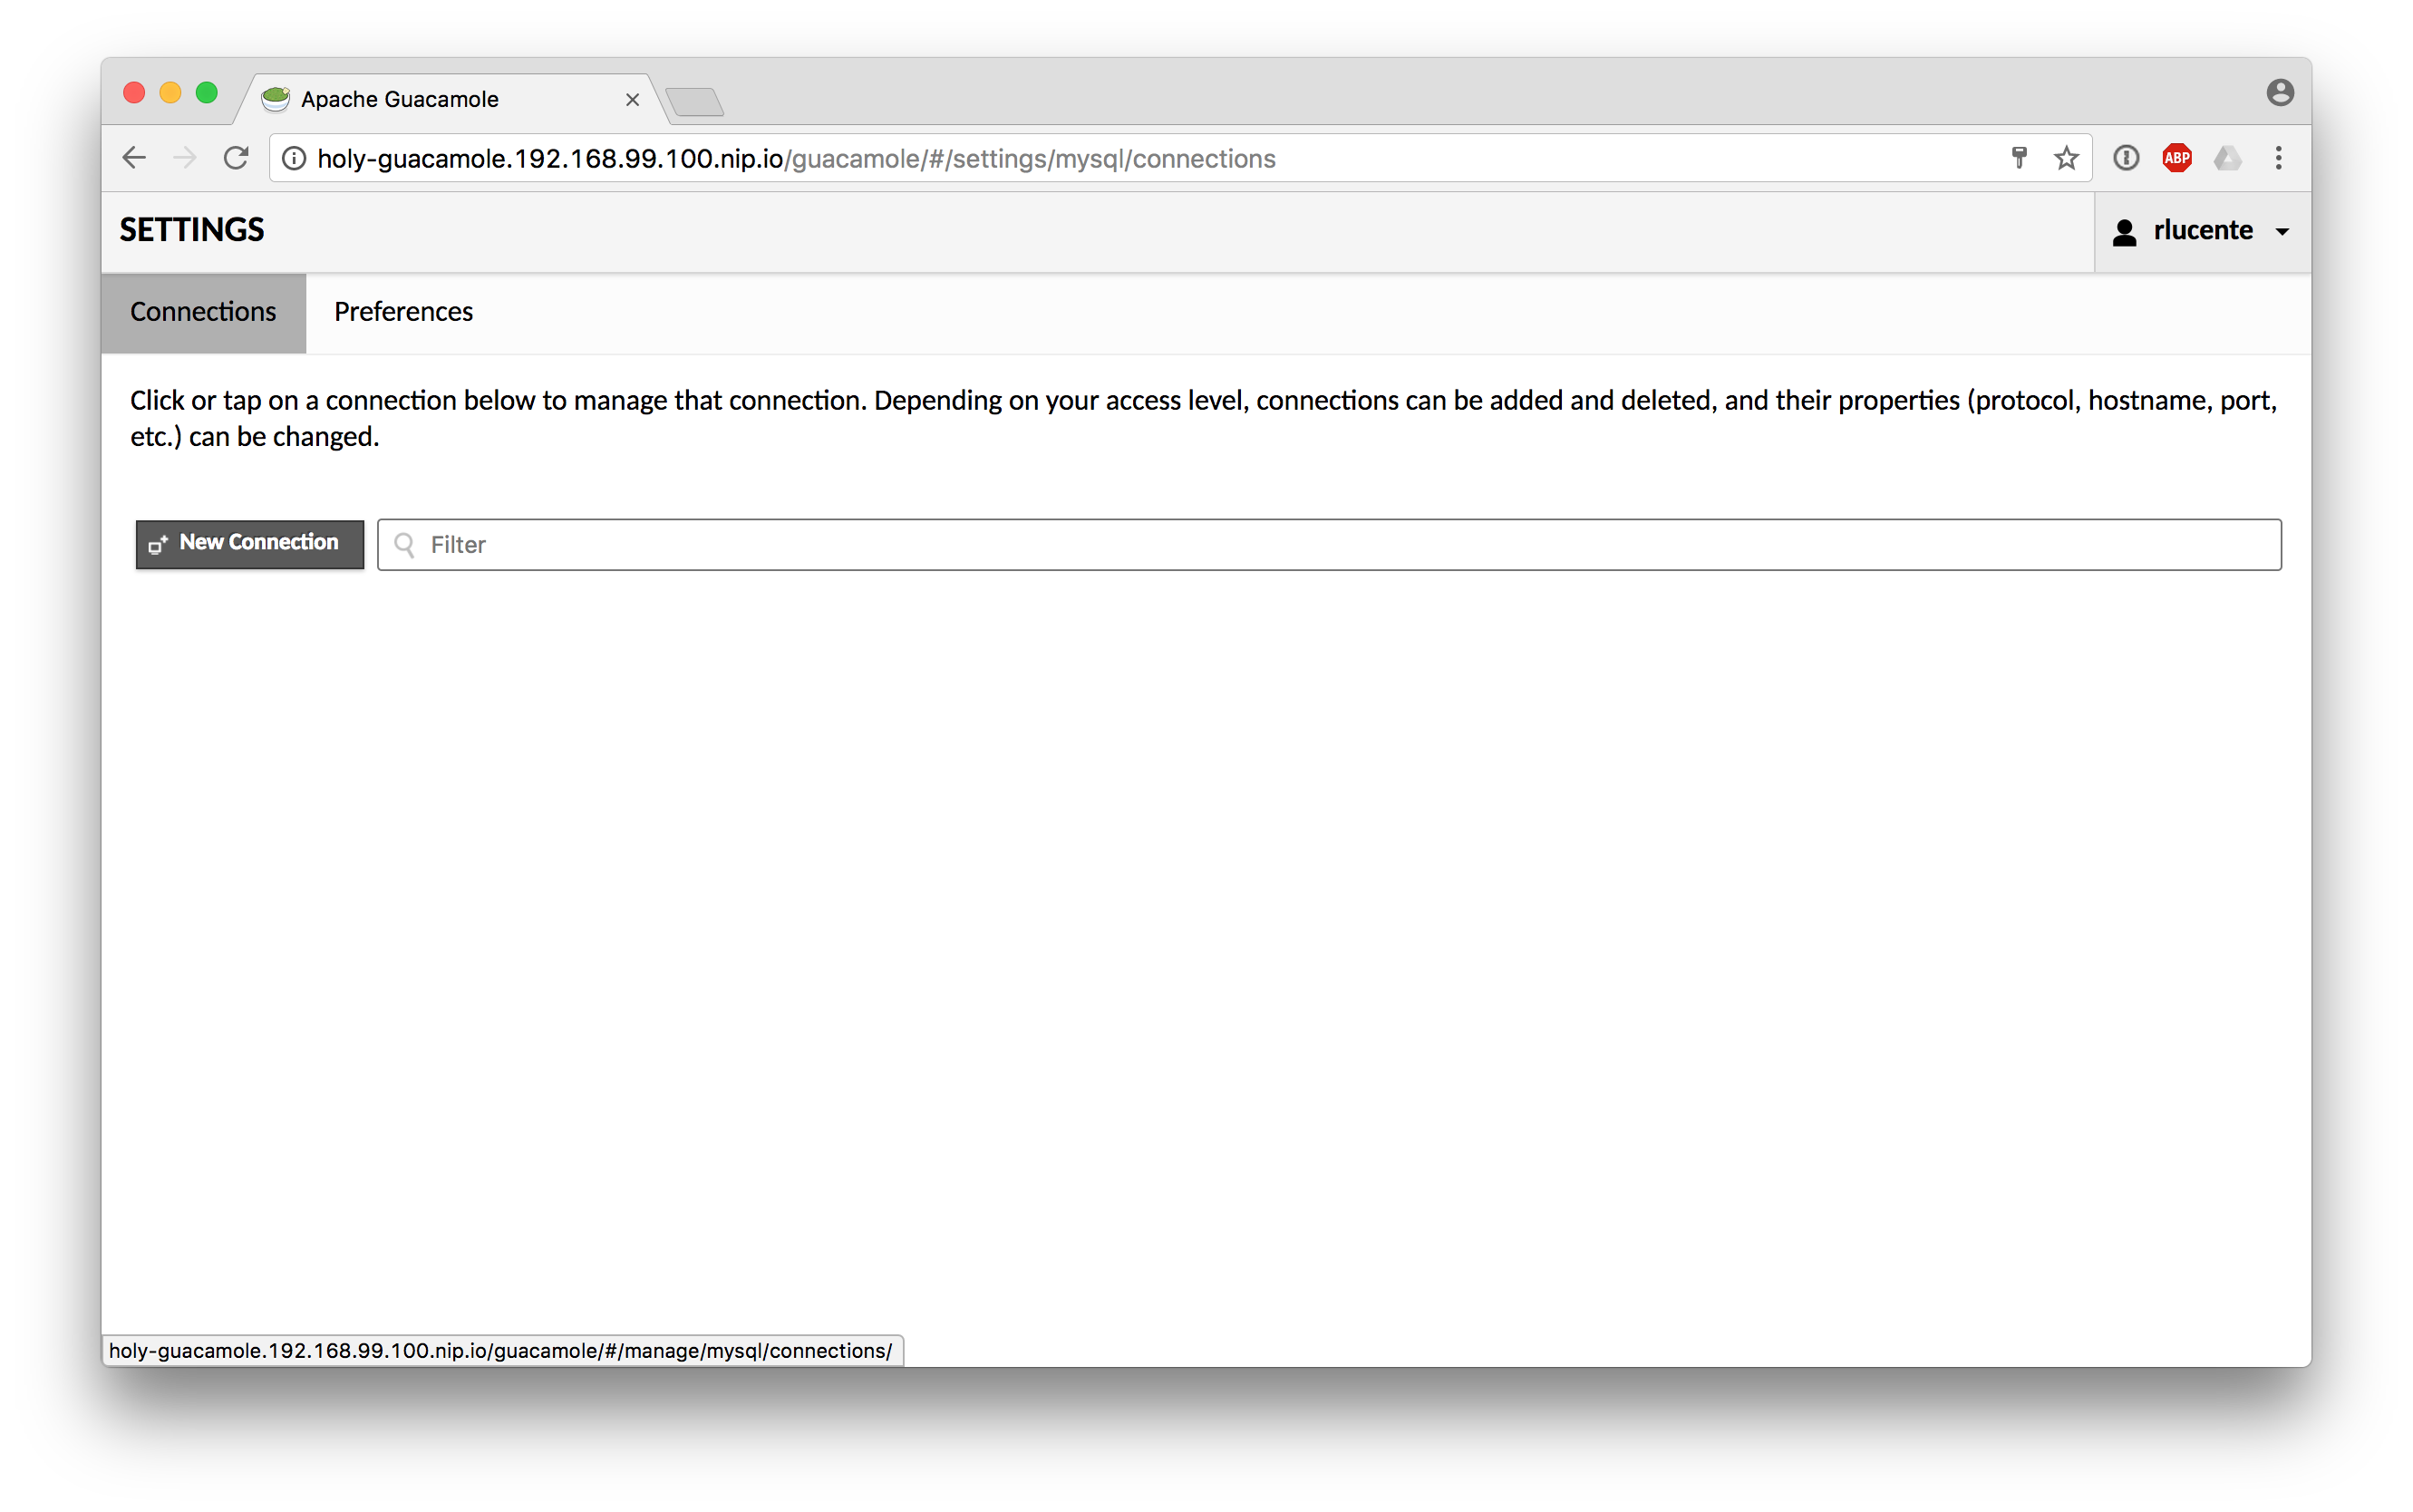 Apache Guacamole
holy-guacamole.192.168.99.100.nip.io/guacamole/#/settings/mysql/connections
ABP
SETTINGS
rlucente
Connections
Preferences
Click or tap on a connection below to manage that connection. Depending on your access level, connections can be added and deleted, and their properties (protocol, hostname, port,
etc.) can be changed.
New Connection
Filter
holy-guacamole.192.168.99.100.nip.io/guacamole/#/manage/mysql/connections/